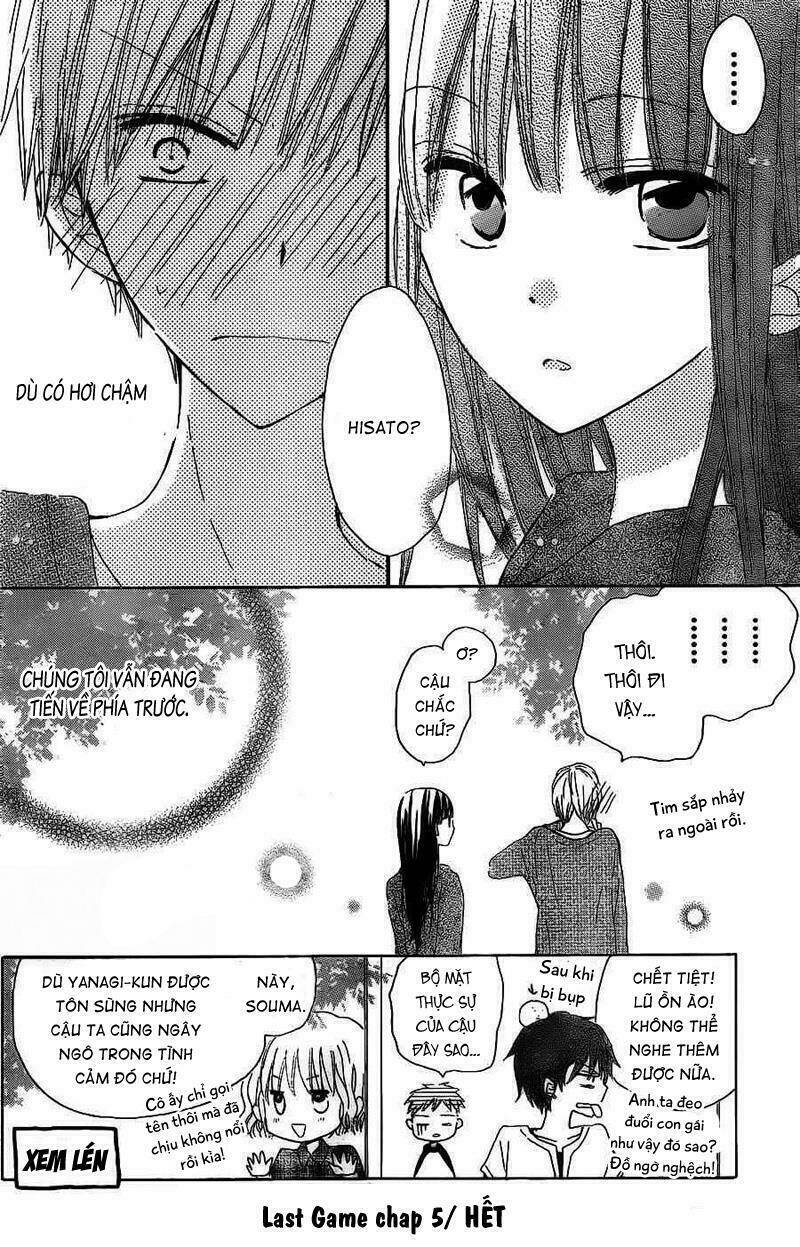 ......
HISATO?
DÙ CÓ HƠI CHẬM
......
......
THÔI.
THÔI ĐI
VẬY...
Ơ?
CẬU
CHẮC
CHỨ?
CHÚNG TÔI VẪN ĐANG
TIẾN VỀ PHÍA TRƯỚC.
Tim sắp nhảy
ra ngoài rồi.
CHẾT TIỆT!
LŨ ỒN ÀO!
KHÔNG THỂ
NGHE THÊM
ĐƯỢC NỮA.
Anh ta đeo
đuổi con gái
như vậy đó sao?
Đồ ngờ nghệch!
Sau khi
bị bụp
BỘ MẶT
THỰC SỰ
CỦA CẬU
ĐÂY SAO...
NÀY,
SOUMA.
DŨ YANAGI-KUN ĐƯỢC
TÔN SÙNG NHƯNG
CẬU TA CŨNG NGÂY
NGÔ TRONG TÌNH
CẢM ĐÓ CHỨ!
Cô ấy chỉ gọi
tên thôi mà đã
chịu không nổi
rồi kìa!
XEM LÉN
Last Game chap 5/ HẾT